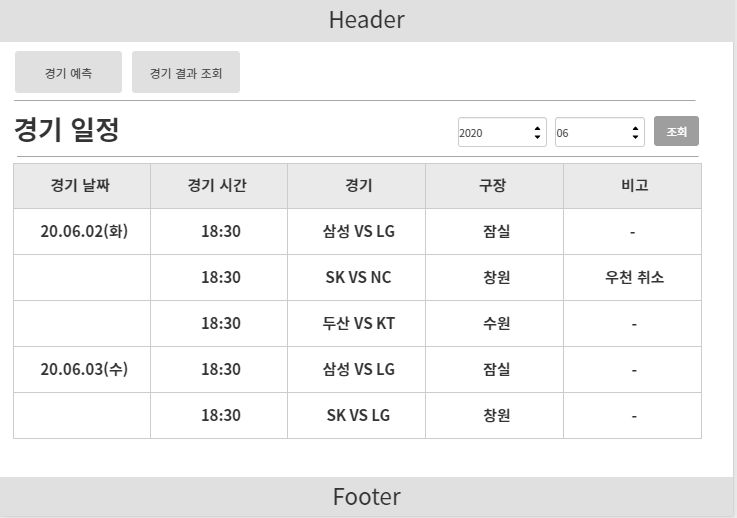 Header
경기 예측 경기 결과 조회
경기 일정 2020 06 조회
경기 날짜 경기 시간 경기 구장 비고
20.06.02(화) 18:30 삼성 VS LG 잠실 -
18:30 SK VS NC 창원 우천 취소
18:30 두산 VS KT 수원 -
20.06.03(수) 18:30 삼성 VS LG 잠실 -
18:30 SK VS LG 창원 -
Footer